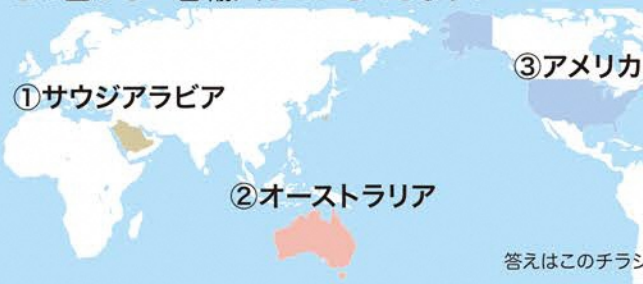 ①サウジアラビア
③アメリカ
②オーストラリア
答えはこのチラシ